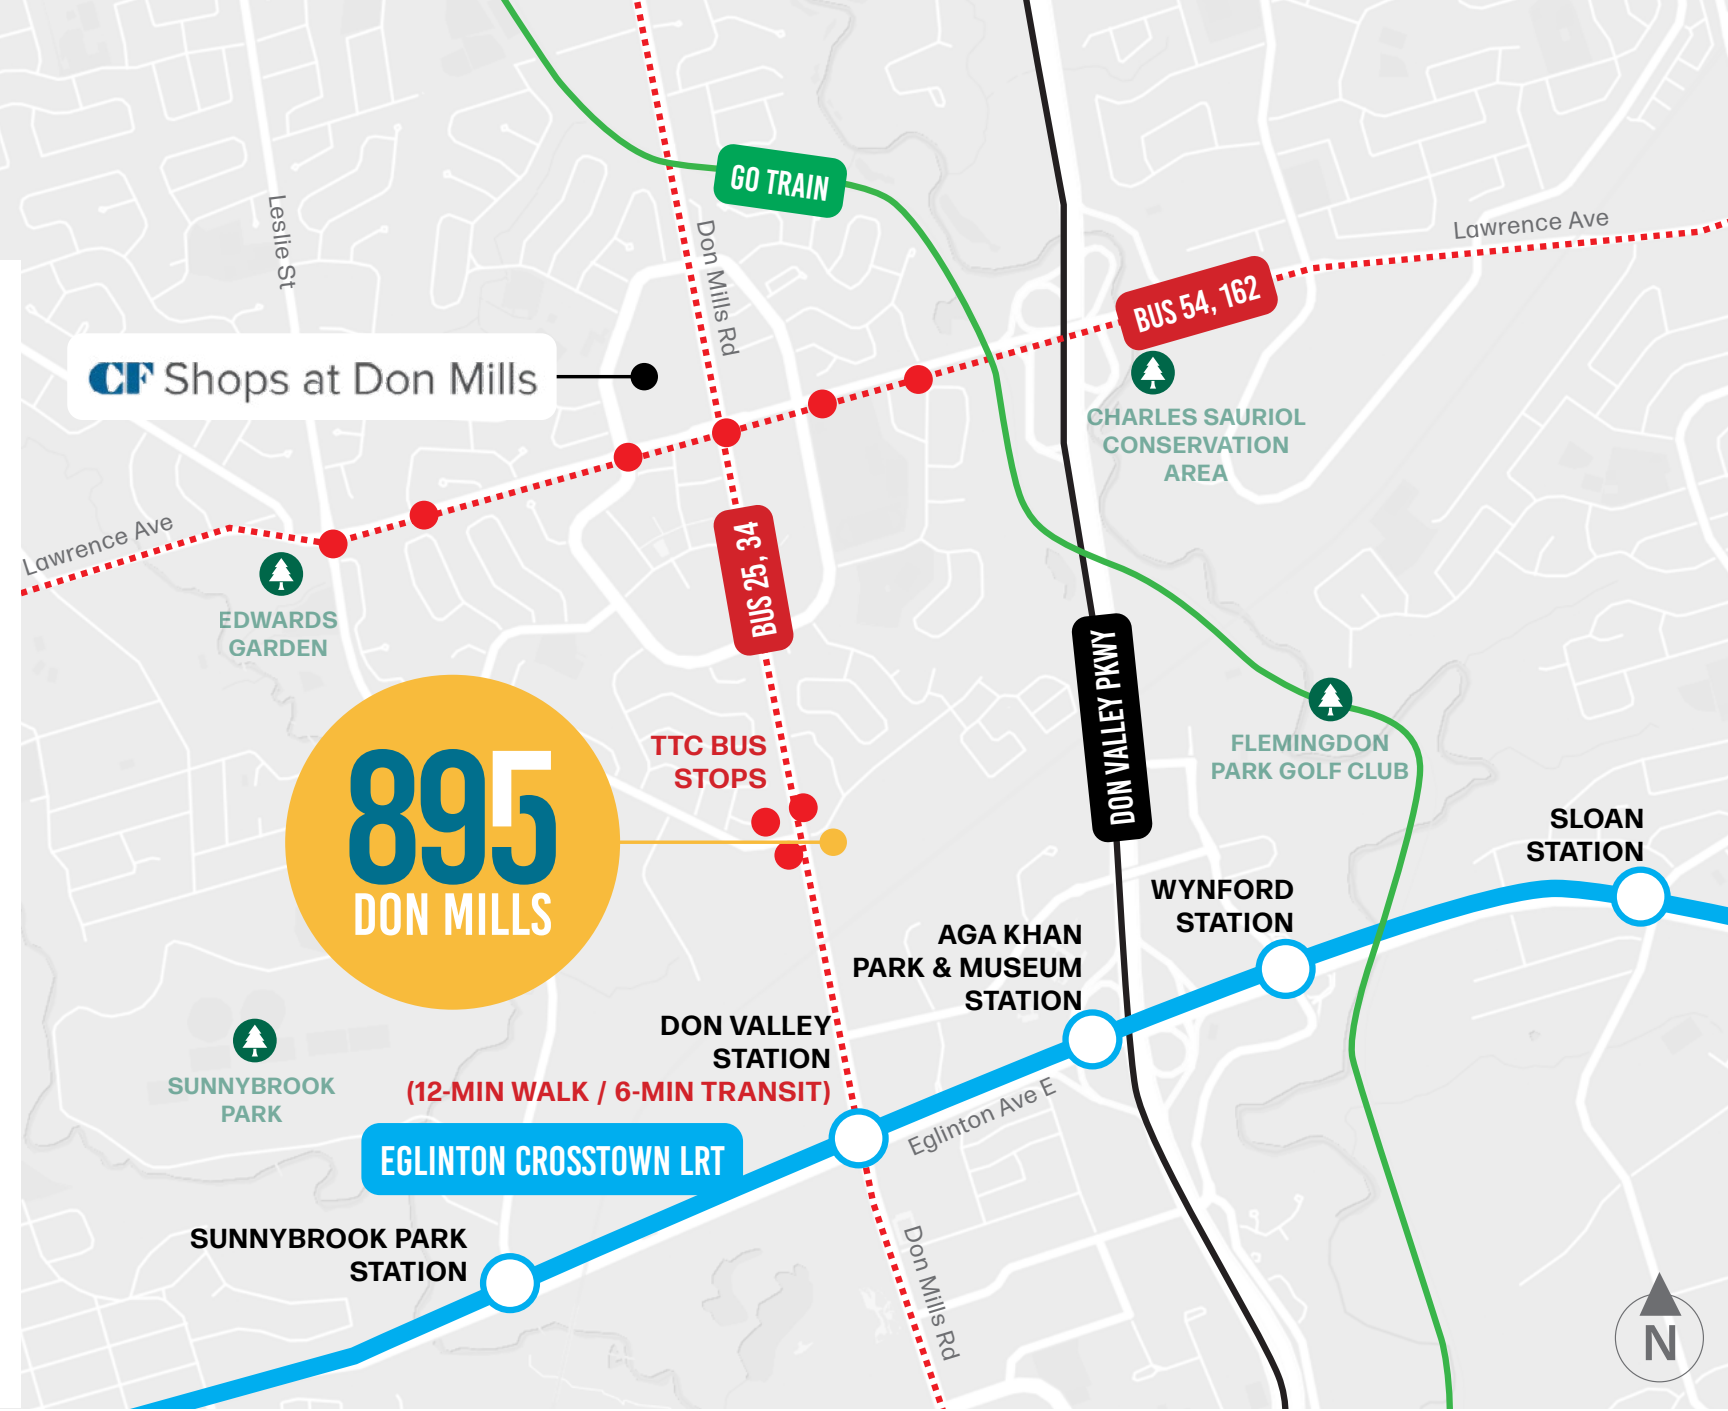 GO TRAIN
Leslie St
Don Mills Rd
Lawrence Ave
BUS 54, 162
CF Shops at Don Mills
CHARLES SAURIOL
CONSERVATION
AREA
Lawrence Ave
BUS 25, 34
EDWARDS
GARDEN
DON VALLEY PKWY
895
DON MILLS
TTC BUS
STOPS
FLEMINGDON
PARK GOLF CLUB
SLOAN
STATION
WYNFORD
STATION
AGA KHAN
PARK & MUSEUM
STATION
DON VALLEY
STATION
(12-MIN WALK / 6-MIN TRANSIT)
SUNNYBROOK
PARK
Eglinton Ave E
EGLINTON CROSSTOWN LRT
SUNNYBROOK PARK
STATION
Don Mills Rd
N